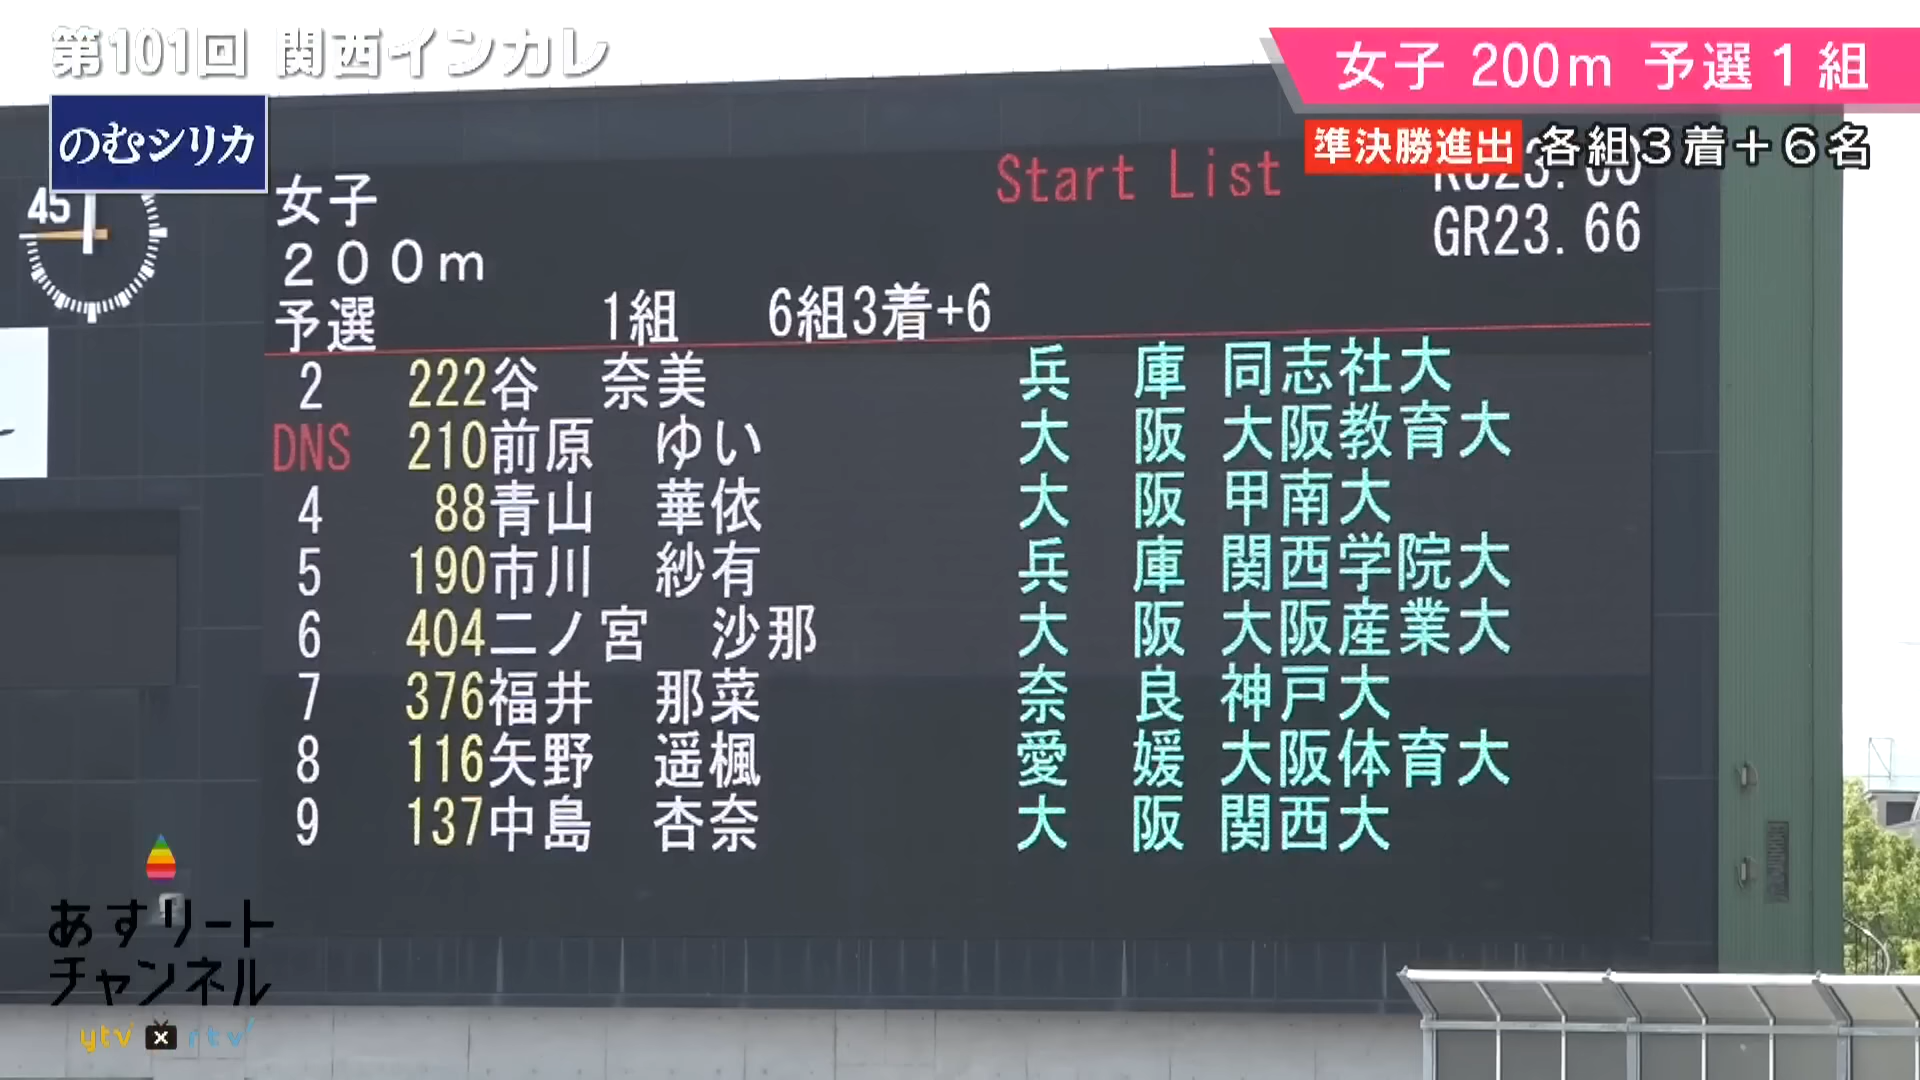 第101回 関西インカレ
女子 200m 予選1組
のむシリカ
準決勝進出 各組3着+6名
45
女子
Start List
GR23.66
200m
予選 1組 6組3着+6
2 222谷 奈美 兵 庫 同志社大
DNS 210前原 ゆい 大 阪 大阪教育大
4 88青山 華依 大 阪 甲南大
5 190市川 紗有 兵 庫 関西学院大
6 404二ノ宮 沙那 大 阪 大阪産業大
7 376福井 那菜 奈 良 神戸大
8 116矢野 遥楓 愛 媛 大阪体育大
9 137中島 杏奈 大 阪 関西大
あすリート
チャンネル
ytv x rtv